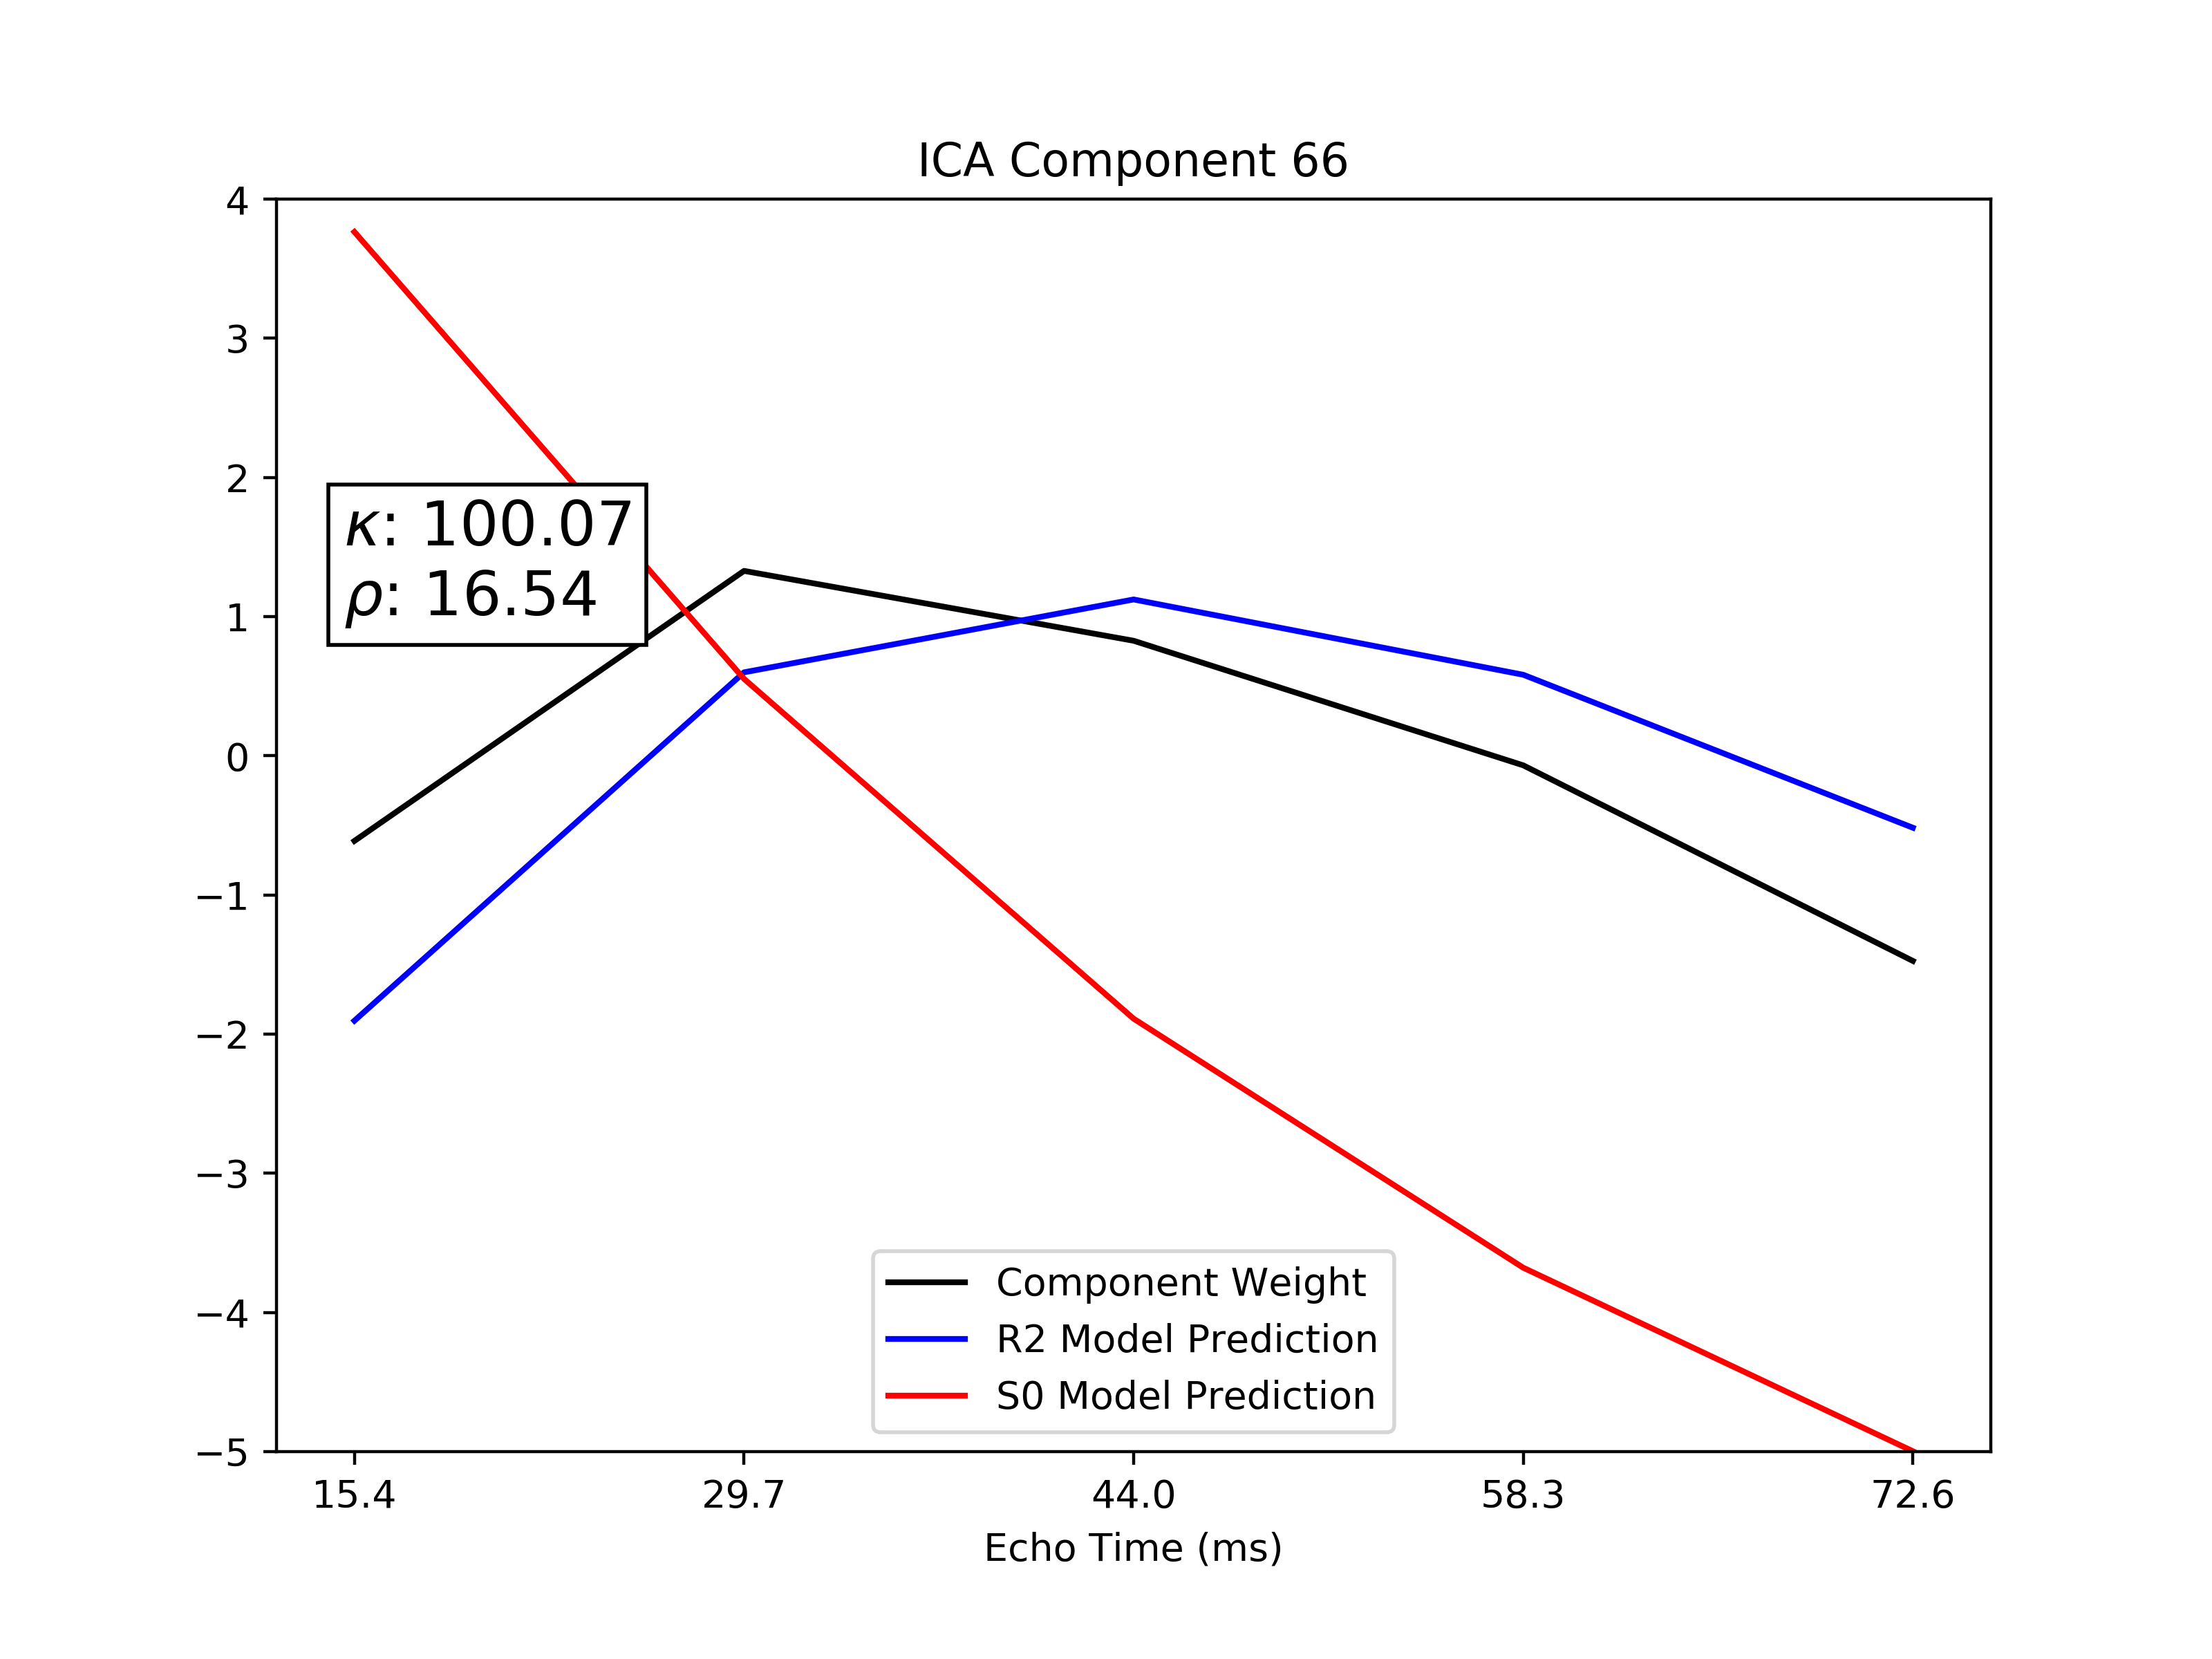 ICA Component 66
4
3
2
1
0
−1
−2
−3
−4
−5
κ: 100.07
ρ: 16.54
Component Weight
R2 Model Prediction
S0 Model Prediction
15.4 29.7 44.0 58.3 72.6
Echo Time (ms)